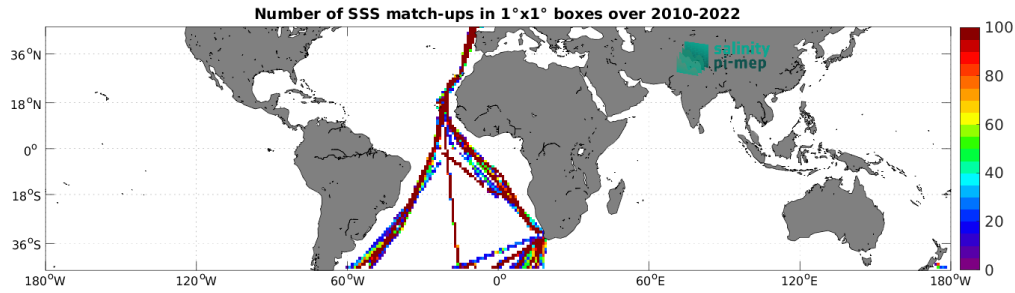 Number of SSS match-ups in 1°x1° boxes over 2010-2022
salinity
pi-mep
36°N
18°N
0°
18°S
36°S
180°W
120°W
60°W
0°
60°E
120°E
180°W
100
80
60
40
20
0